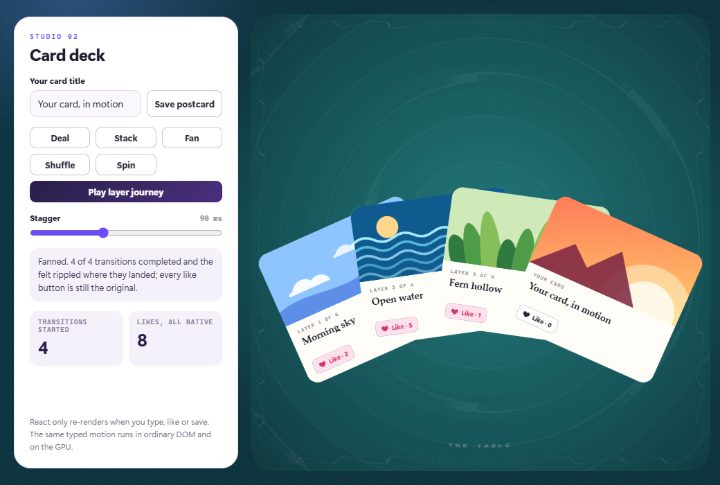 STUDIO 02
Card deck
Your card title
Your card, in motion
Save postcard
Deal
Stack
Fan
Shuffle
Spin
Play layer journey
Stagger
90 ms
Fanned. 4 of 4 transitions completed and the
felt rippled where they landed; every like
button is still the original.
TRANSITIONS
STARTED
4
LIKES, ALL NATIVE
8
React only re-renders when you type, like or save.
The same typed motion runs in ordinary DOM and
on the GPU.
LAYER 1 OF 4
Morning sky
Like · 2
LAYER 2 OF 4
Open water
Like · 5
LAYER 3 OF 4
Fern hollow
Like · 1
YOUR CARD
Your card, in motion
Like · 0
THE TABLE